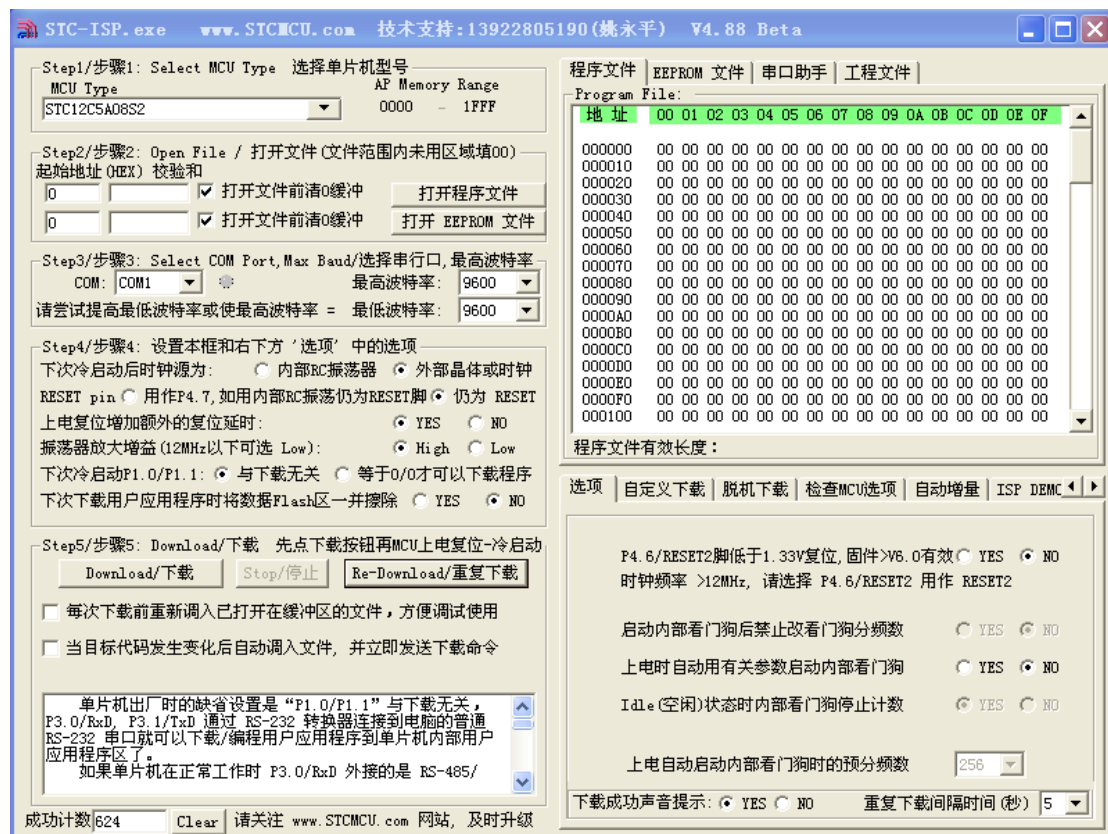 STC-ISP.exe www.STCMCU.com 技术支持:13922805190(姚永平) V4.88 Beta
Step1/步骤1: Select MCU Type 选择单片机型号
MCU Type AP Memory Range
STC12C5A08S2 0000 - 1FFF
Step2/步骤2: Open File / 打开文件(文件范围内未用区域填00)
起始地址(HEX) 校验和
0 打开文件前清0缓冲 打开程序文件
0 打开文件前清0缓冲 打开 EEPROM 文件
Step3/步骤3: Select COM Port,Max Baud/选择串行口,最高波特率
COM: COM1 最高波特率: 9600
请尝试提高最低波特率或使最高波特率 = 最低波特率: 9600
Step4/步骤4: 设置本框和右下方 '选项' 中的选项
下次冷启动后时钟源为: 内部RC振荡器 外部晶体或时钟
RESET pin 用作P4.7,如用内部RC振荡仍为RESET脚 仍为 RESET
上电复位增加额外的复位延时: YES NO
振荡器放大增益(12MHz以下可选 Low): High Low
下次冷启动P1.0/P1.1: 与下载无关 等于0/0才可以下载程序
下次下载用户应用程序时将数据Flash区一并擦除 YES NO
Step5/步骤5: Download/下载 先点下载按钮再MCU上电复位-冷启动
Download/下载 Stop/停止 Re-Download/重复下载
每次下载前重新调入已打开在缓冲区的文件，方便调试使用
当目标代码发生变化后自动调入文件, 并立即发送下载命令
单片机出厂时的缺省设置是“P1.0/P1.1”与下载无关，
P3.0/RxD, P3.1/TxD 通过 RS-232 转换器连接到电脑的普通
RS-232 串口就可以下载/编程用户应用程序到单片机内部用户
应用程序区了。
如果单片机在正常工作时 P3.0/RxD 外接的是 RS-485/
成功计数 624 Clear 请关注 www.STCMCU.com 网站, 及时升级
程序文件 EEPROM 文件 串口助手 工程文件
Program File:
地 址 00 01 02 03 04 05 06 07 08 09 0A 0B 0C 0D 0E 0F
000000 00 00 00 00 00 00 00 00 00 00 00 00 00 00 00 00
000010 00 00 00 00 00 00 00 00 00 00 00 00 00 00 00 00
000020 00 00 00 00 00 00 00 00 00 00 00 00 00 00 00 00
000030 00 00 00 00 00 00 00 00 00 00 00 00 00 00 00 00
000040 00 00 00 00 00 00 00 00 00 00 00 00 00 00 00 00
000050 00 00 00 00 00 00 00 00 00 00 00 00 00 00 00 00
000060 00 00 00 00 00 00 00 00 00 00 00 00 00 00 00 00
000070 00 00 00 00 00 00 00 00 00 00 00 00 00 00 00 00
000080 00 00 00 00 00 00 00 00 00 00 00 00 00 00 00 00
000090 00 00 00 00 00 00 00 00 00 00 00 00 00 00 00 00
0000A0 00 00 00 00 00 00 00 00 00 00 00 00 00 00 00 00
0000B0 00 00 00 00 00 00 00 00 00 00 00 00 00 00 00 00
0000C0 00 00 00 00 00 00 00 00 00 00 00 00 00 00 00 00
0000D0 00 00 00 00 00 00 00 00 00 00 00 00 00 00 00 00
0000E0 00 00 00 00 00 00 00 00 00 00 00 00 00 00 00 00
0000F0 00 00 00 00 00 00 00 00 00 00 00 00 00 00 00 00
000100 00 00 00 00 00 00 00 00 00 00 00 00 00 00 00 00
程序文件有效长度：
选项 自定义下载 脱机下载 检查MCU选项 自动增量 ISP DEMO
P4.6/RESET2脚低于1.33V复位,固件>V6.0有效 YES NO
时钟频率 >12MHz, 请选择 P4.6/RESET2 用作 RESET2
启动内部看门狗后禁止改看门狗分频数 YES NO
上电时自动用有关参数启动内部看门狗 YES NO
Idle(空闲)状态时内部看门狗停止计数 YES NO
上电自动启动内部看门狗时的预分频数 256
下载成功声音提示: YES NO 重复下载间隔时间(秒) 5